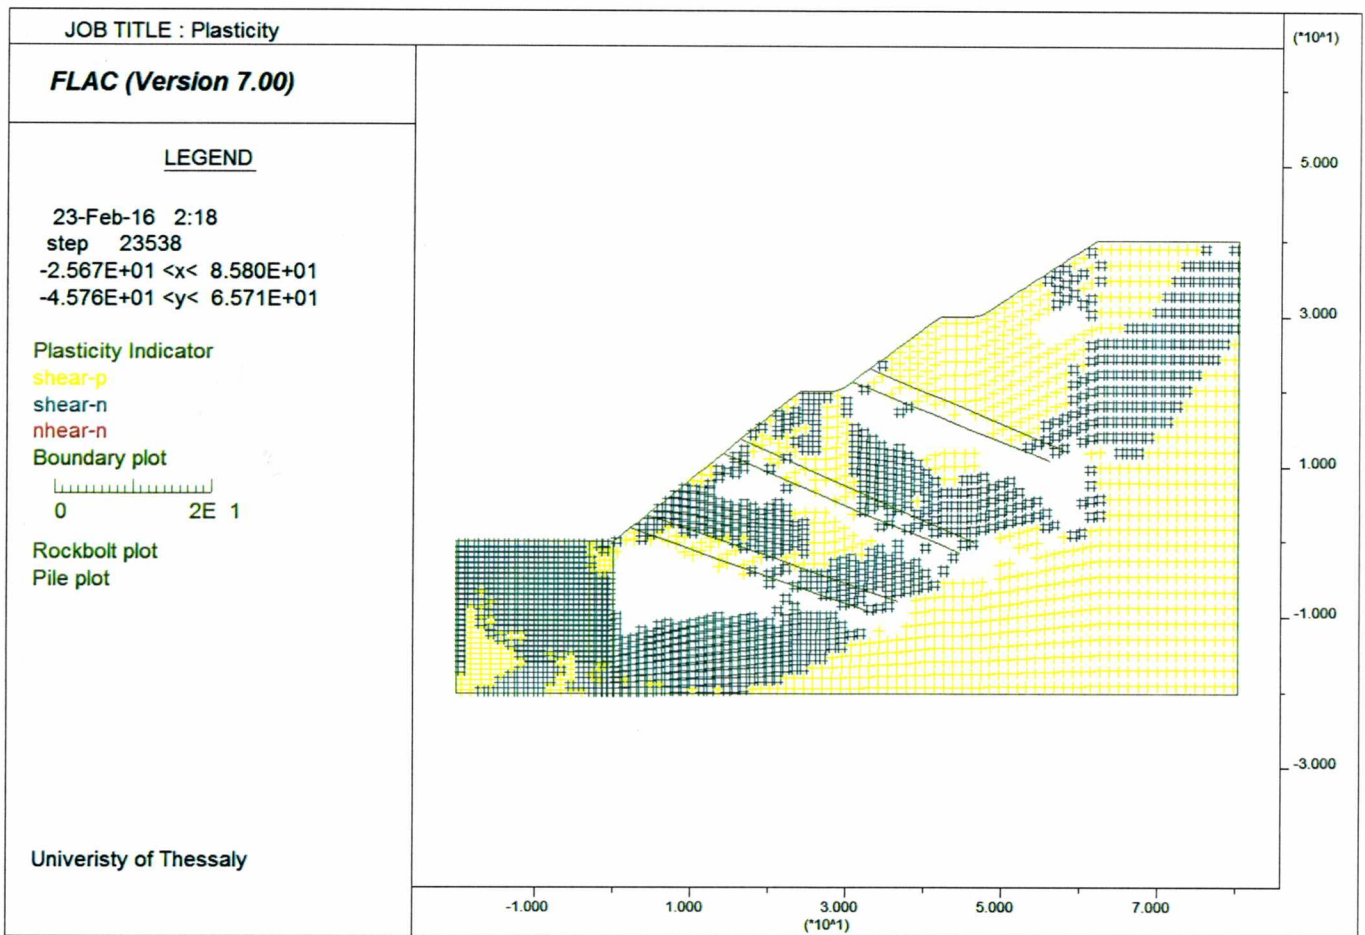 JOB TITLE : Plasticity
FLAC (Version 7.00)
LEGEND
23-Feb-16 2:18
step 23538
-2.567E+01 <x< 8.580E+01
-4.576E+01 <y< 6.571E+01
Plasticity Indicator
shear-p
shear-n
nhear-n
Boundary plot
0 2E 1
Rockbolt plot
Pile plot
Univeristy of Thessaly
(*10^1)
5.000
3.000
1.000
-1.000
-3.000
-1.000 1.000 3.000 5.000 7.000
(*10^1)